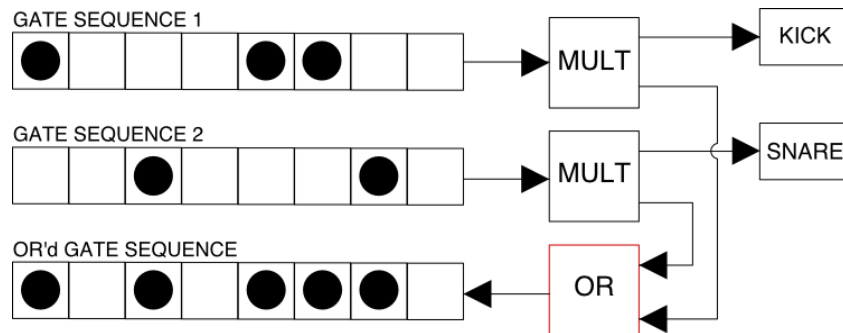 GATE SEQUENCE 1
MULT
KICK
GATE SEQUENCE 2
MULT
SNARE
OR'd GATE SEQUENCE
OR